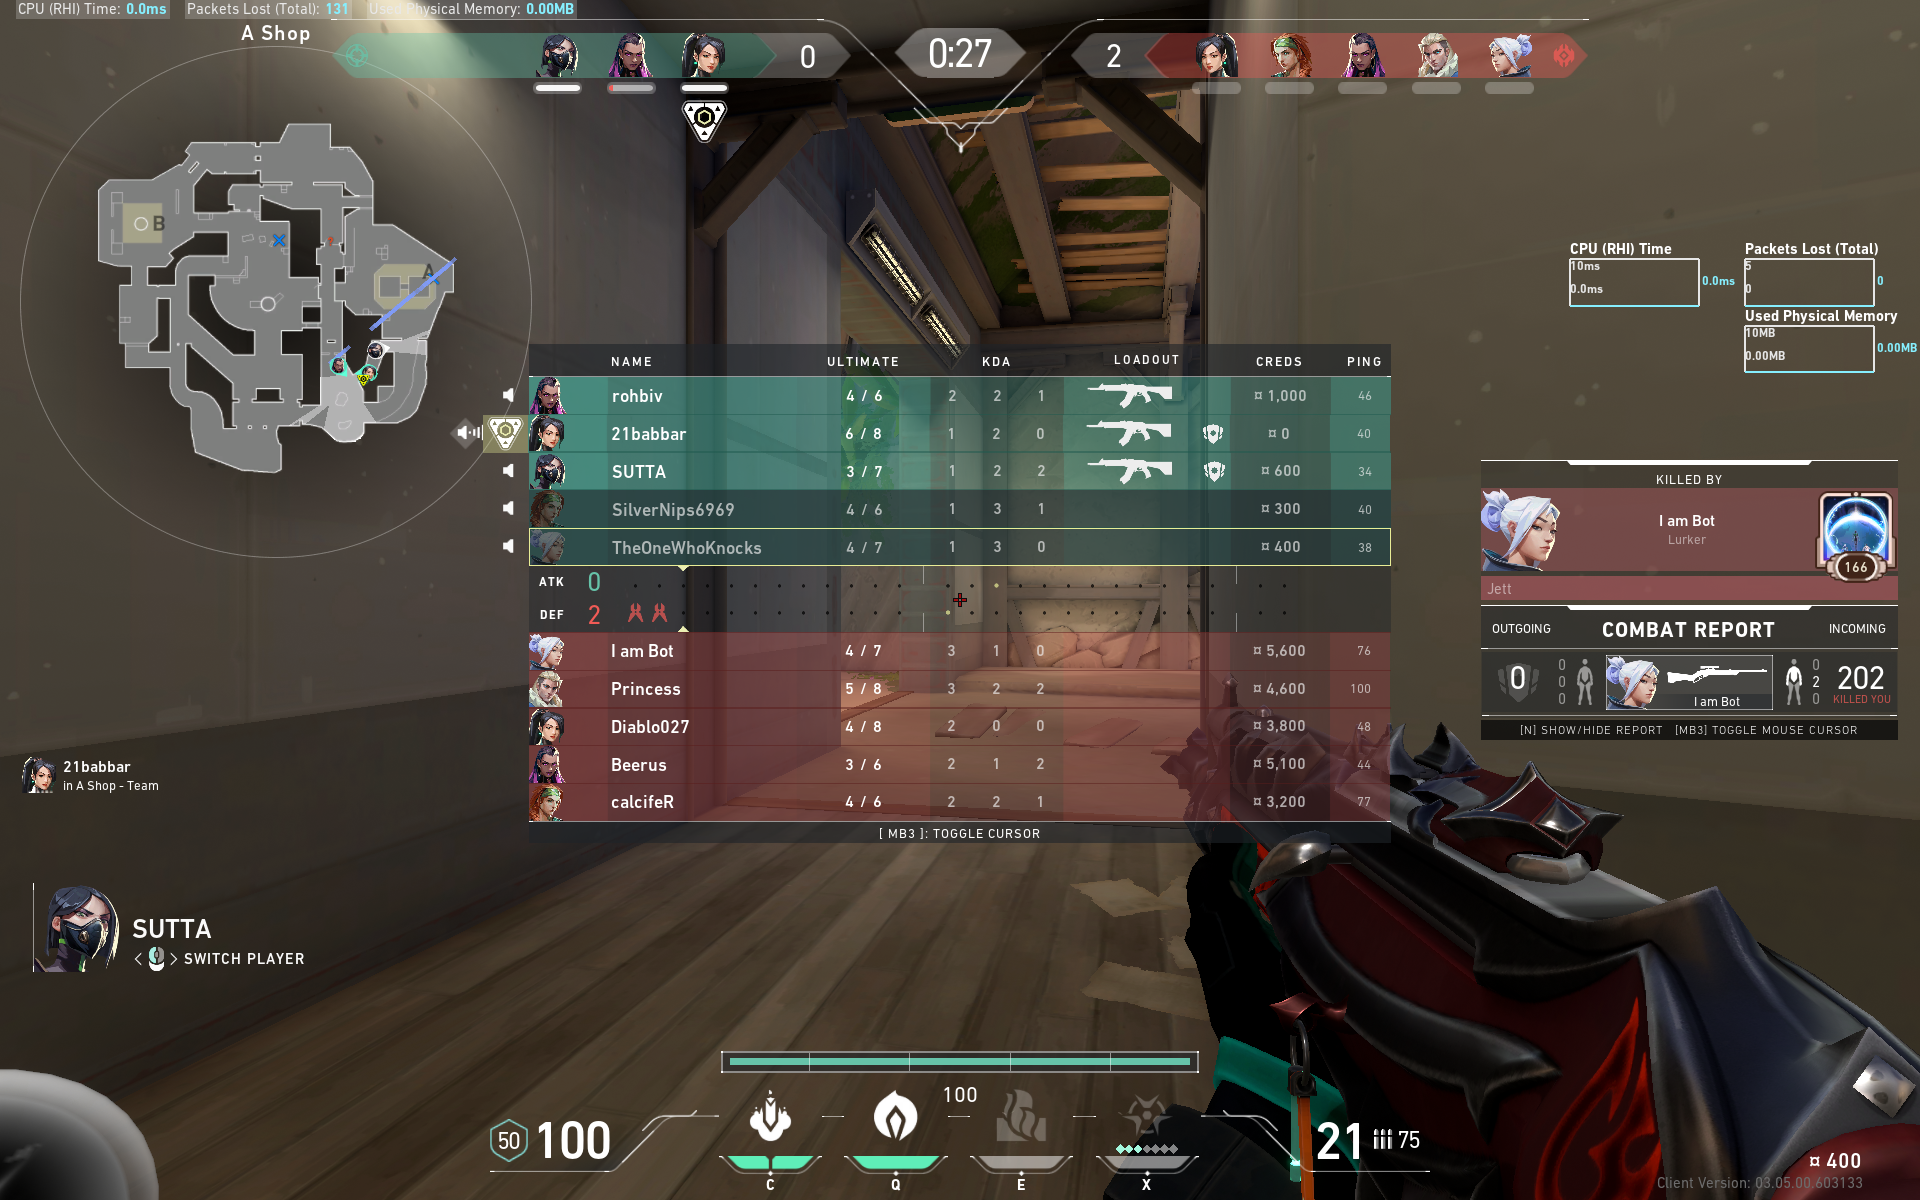 CPU (RHI) Time: 0.0ms Packets Lost (Total): 131 Used Physical Memory: 0.00MB
A Shop
0 0:27 2
B
A
CPU (RHI) Time
10ms
0.0ms
0.0ms
Packets Lost (Total)
5
0
0
Used Physical Memory
10MB
0.00MB
0.00MB
NAME ULTIMATE KDA LOADOUT CREDS PING
rohbiv 4 / 6 2 2 1 ¤ 1,000 46
21babbar 6 / 8 1 2 0 ¤ 0 40
SUTTA 3 / 7 1 2 2 ¤ 600 34
SilverNips6969 4 / 6 1 3 1 ¤ 300 40
TheOneWhoKnocks 4 / 7 1 3 0 ¤ 400 38
ATK 0
DEF 2
I am Bot 4 / 7 3 1 0 ¤ 5,600 76
Princess 5 / 8 3 2 2 ¤ 4,600 100
Diablo027 4 / 8 2 0 0 ¤ 3,800 48
Beerus 3 / 6 2 1 2 ¤ 5,100 44
calcifeR 4 / 6 2 2 1 ¤ 3,200 77
[ MB3 ]: TOGGLE CURSOR
KILLED BY
I am Bot
Lurker
166
Jett
OUTGOING COMBAT REPORT INCOMING
0 0 0 0 I am Bot 0 2 0 202
KILLED YOU
[N] SHOW/HIDE REPORT [MB3] TOGGLE MOUSE CURSOR
21babbar
in A Shop - Team
SUTTA
< > SWITCH PLAYER
50 100
100
C Q E X
21 75
¤ 400
Client Version: 03.05.00.603133